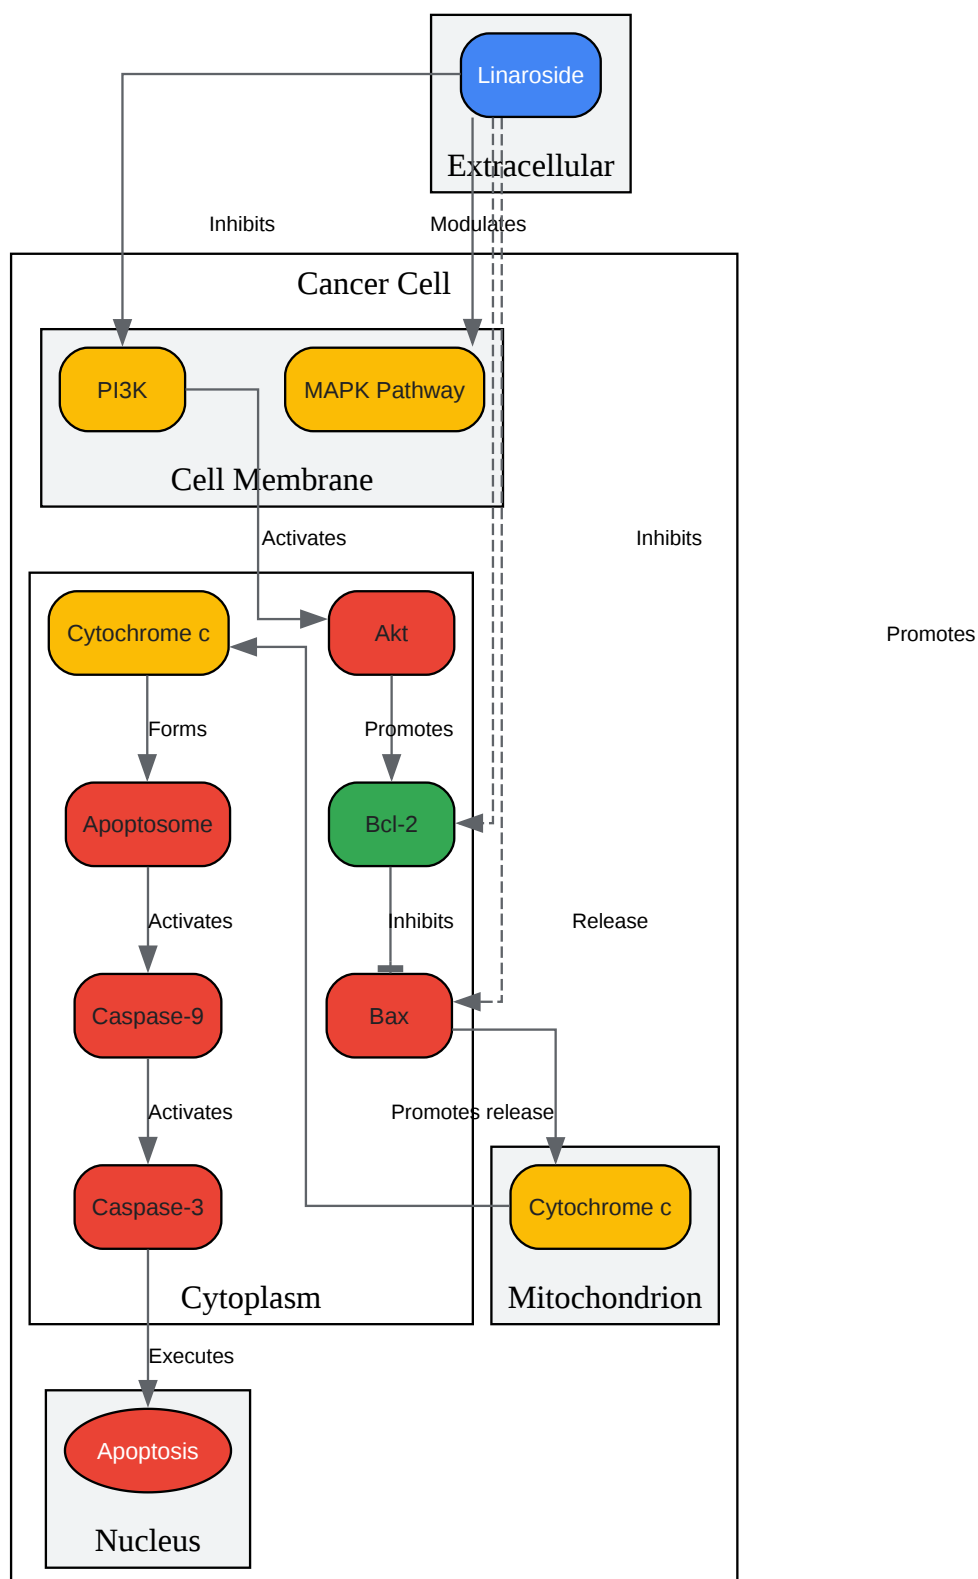 Linaroside
Extracellular
Inhibits
Modulates
Cancer Cell
PI3K
MAPK Pathway
Cell Membrane
Activates
Inhibits
Cytochrome c
Akt
Promotes
Forms
Promotes
Apoptosome
Bcl-2
Activates
Inhibits
Release
Caspase-9
Bax
Activates
Promotes release
Caspase-3
Cytochrome c
Cytoplasm
Mitochondrion
Executes
Apoptosis
Nucleus